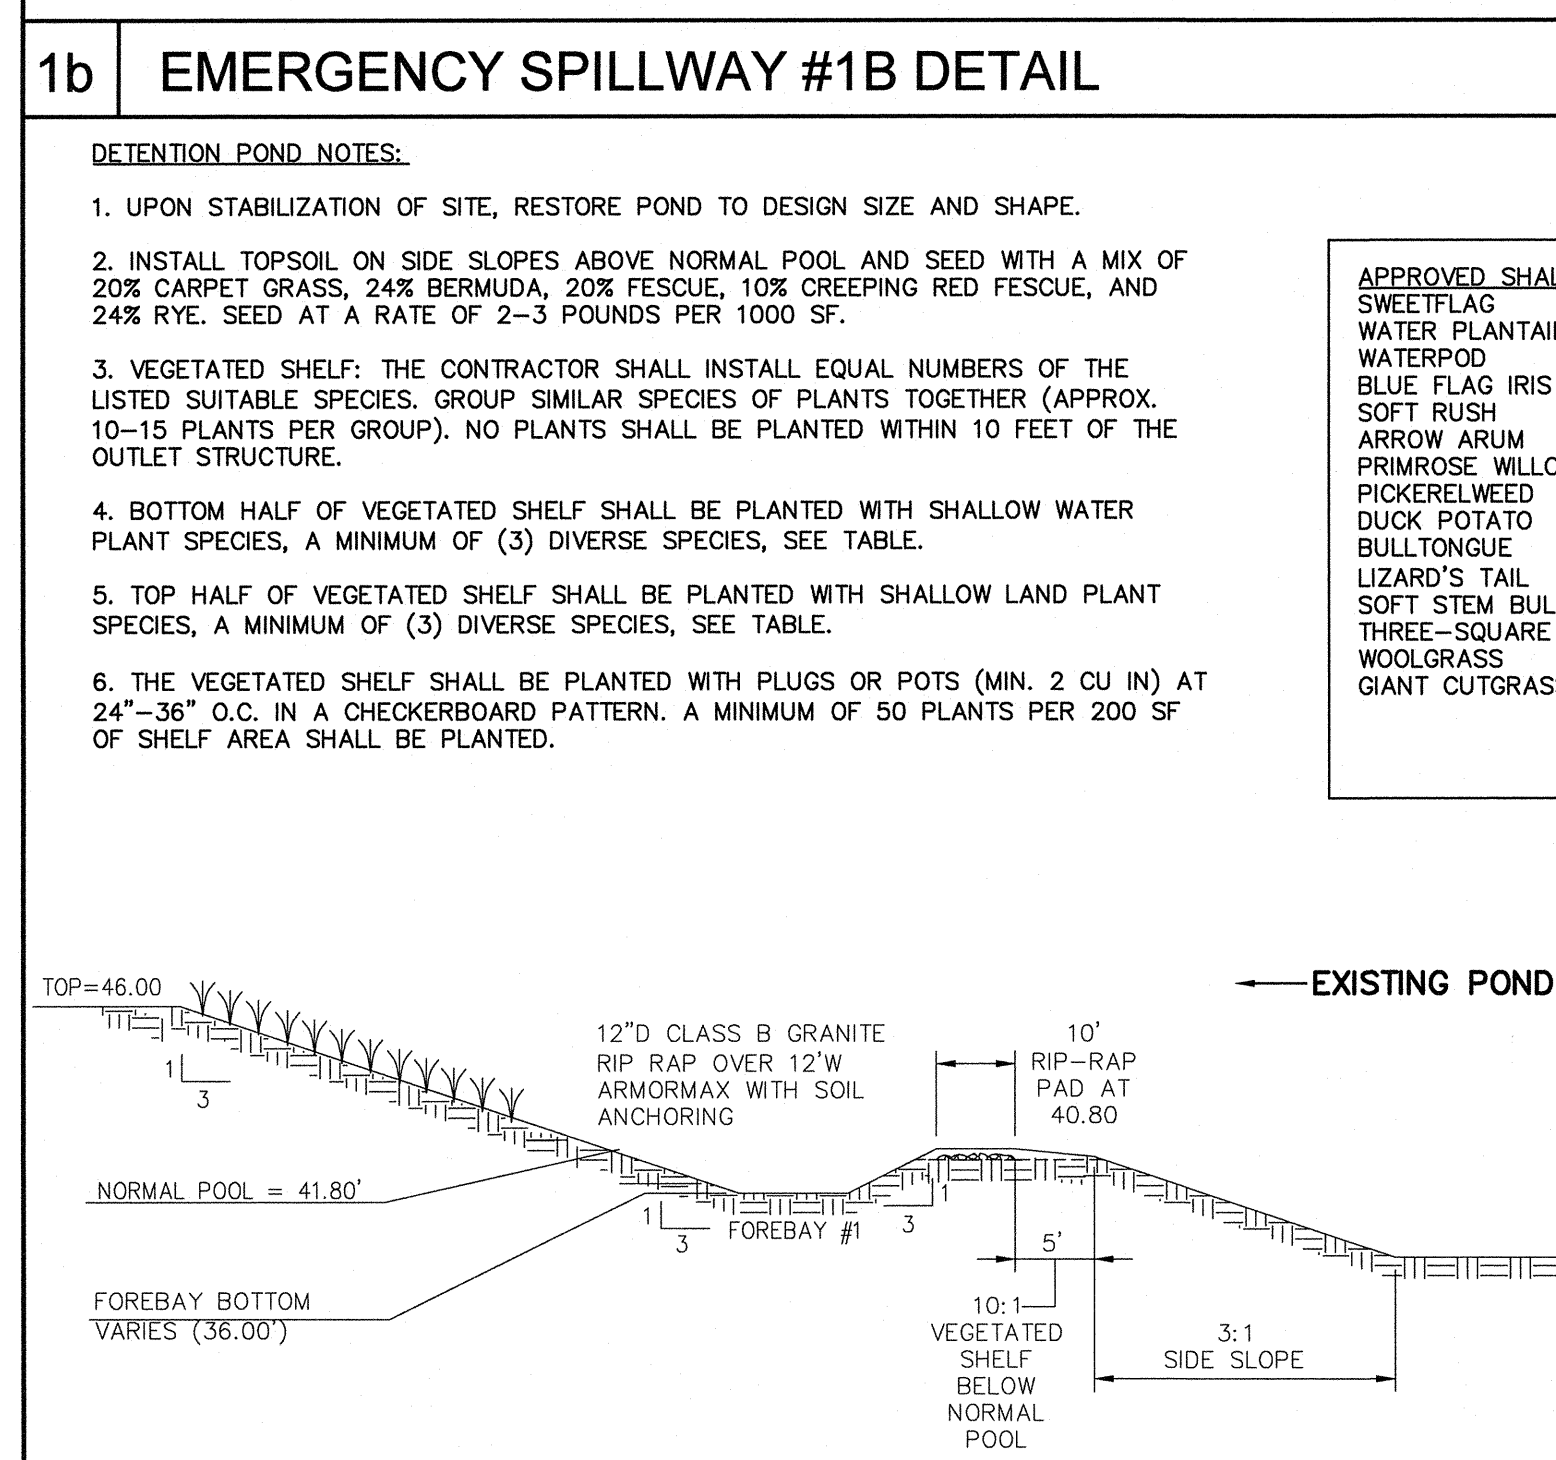 1b
EMERGENCY SPILLWAY #1B DETAIL
DETENTION POND NOTES:
1. UPON STABILIZATION OF SITE, RESTORE POND TO DESIGN SIZE AND SHAPE.
2. INSTALL TOPSOIL ON SIDE SLOPES ABOVE NORMAL POOL AND SEED WITH A MIX OF
20% CARPET GRASS, 24% BERMUDA, 20% FESCUE, 10% CREEPING RED FESCUE, AND
24% RYE. SEED AT A RATE OF 2-3 POUNDS PER 1000 SF.
3. VEGETATED SHELF: THE CONTRACTOR SHALL INSTALL EQUAL NUMBERS OF THE
LISTED SUITABLE SPECIES. GROUP SIMILAR SPECIES OF PLANTS TOGETHER (APPROX.
10-15 PLANTS PER GROUP). NO PLANTS SHALL BE PLANTED WITHIN 10 FEET OF THE
OUTLET STRUCTURE.
4. BOTTOM HALF OF VEGETATED SHELF SHALL BE PLANTED WITH SHALLOW WATER
PLANT SPECIES, A MINIMUM OF (3) DIVERSE SPECIES, SEE TABLE.
5. TOP HALF OF VEGETATED SHELF SHALL BE PLANTED WITH SHALLOW LAND PLANT
SPECIES, A MINIMUM OF (3) DIVERSE SPECIES, SEE TABLE.
6. THE VEGETATED SHELF SHALL BE PLANTED WITH PLUGS OR POTS (MIN. 2 CU IN) AT
24"-36" O.C. IN A CHECKERBOARD PATTERN. A MINIMUM OF 50 PLANTS PER 200 SF
OF SHELF AREA SHALL BE PLANTED.
APPROVED SHAL
SWEETFLAG
WATER PLANTAI
WATERPOD
BLUE FLAG IRIS
SOFT RUSH
ARROW ARUM
PRIMROSE WILLO
PICKERELWEED
DUCK POTATO
BULLTONGUE
LIZARD'S TAIL
SOFT STEM BUL
THREE-SQUARE
WOOLGRASS
GIANT CUTGRAS
TOP=46.00
1
3
12"D CLASS B GRANITE
RIP RAP OVER 12'W
ARMORMAX WITH SOIL
ANCHORING
10'
RIP-RAP
PAD AT
40.80
EXISTING POND
NORMAL POOL = 41.80'
1
3
FOREBAY #1
3
1
5'
FOREBAY BOTTOM
VARIES (36.00')
10:1
VEGETATED
SHELF
BELOW
NORMAL
POOL
3:1
SIDE SLOPE